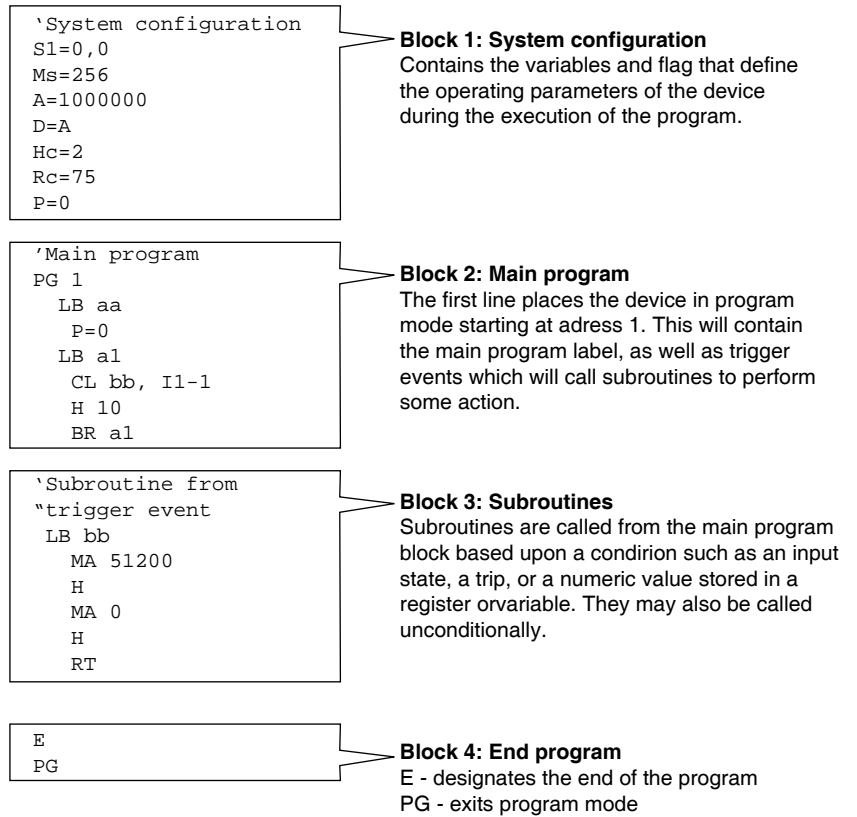 ‘System configuration
S1=0,0
Ms=256
A=1000000
D=A
Hc=2
Rc=75
P=0
Block 1: System configuration
Contains the variables and flag that define
the operating parameters of the device
during the execution of the program.
’Main program
PG 1
LB aa
P=0
LB a1
CL bb, I1-1
H 10
BR a1
Block 2: Main program
The first line places the device in program
mode starting at adress 1. This will contain
the main program label, as well as trigger
events which will call subroutines to perform
some action.
‘Subroutine from
“trigger event
LB bb
MA 51200
H
MA 0
H
RT
Block 3: Subroutines
Subroutines are called from the main program
block based upon a condirion such as an input
state, a trip, or a numeric value stored in a
register orvariable. They may also be called
unconditionally.
E
PG
Block 4: End program
E - designates the end of the program
PG - exits program mode